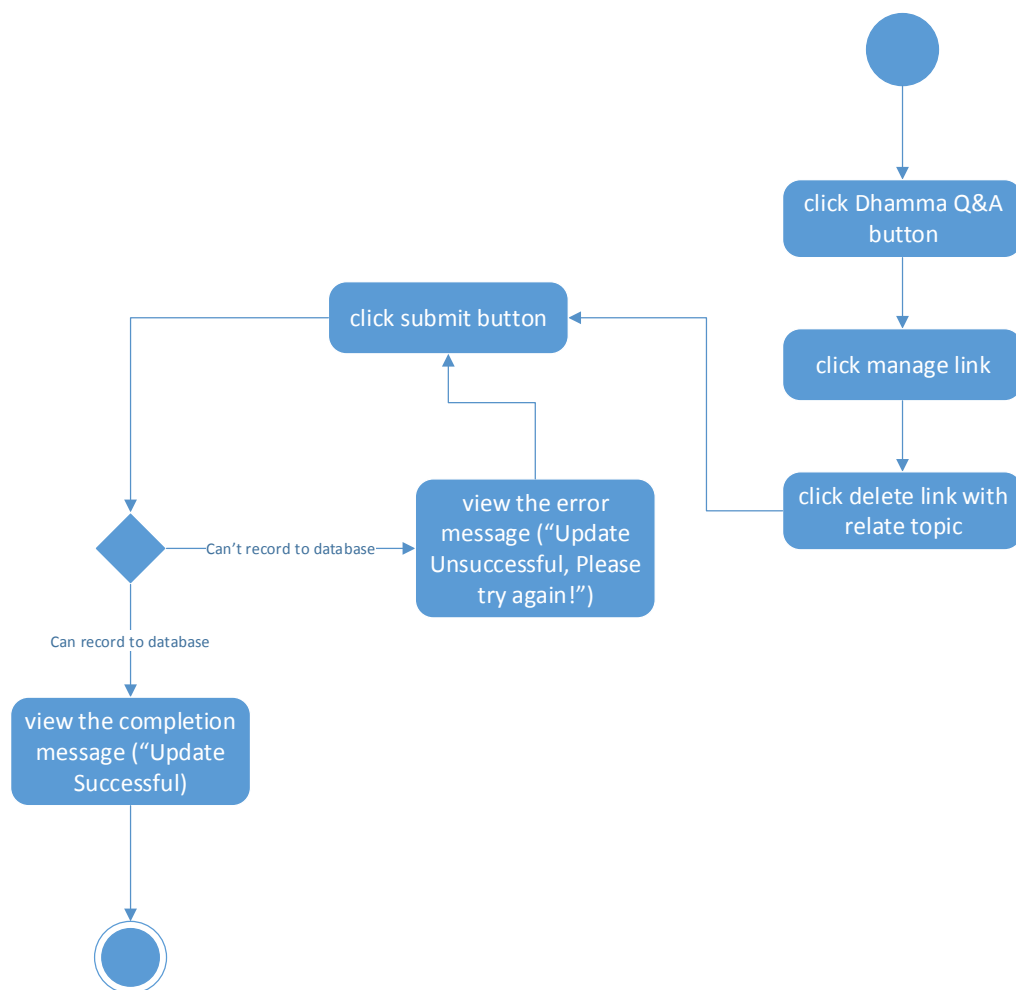 click Dhamma Q&A
button
click manage link
click delete link with
relate topic
click submit button
view the error
message (“Update
Unsuccessful, Please
try again!”)
Can’t record to database
Can record to database
view the completion
message (“Update
Successful)